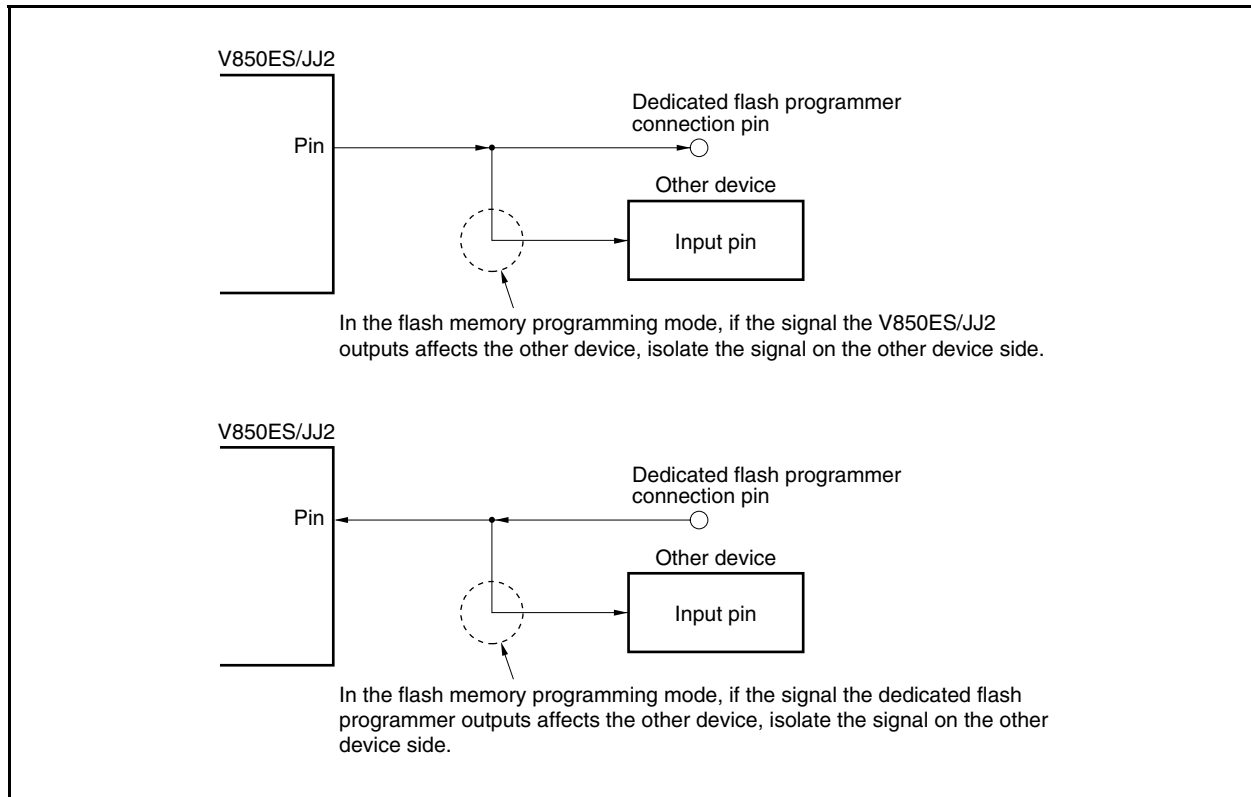 V850ES/JJ2
Dedicated flash programmer
connection pin
Pin
Other device
Input pin
In the flash memory programming mode, if the signal the V850ES/JJ2
outputs affects the other device, isolate the signal on the other device side.
V850ES/JJ2
Dedicated flash programmer
connection pin
Pin
Other device
Input pin
In the flash memory programming mode, if the signal the dedicated flash
programmer outputs affects the other device, isolate the signal on the other
device side.